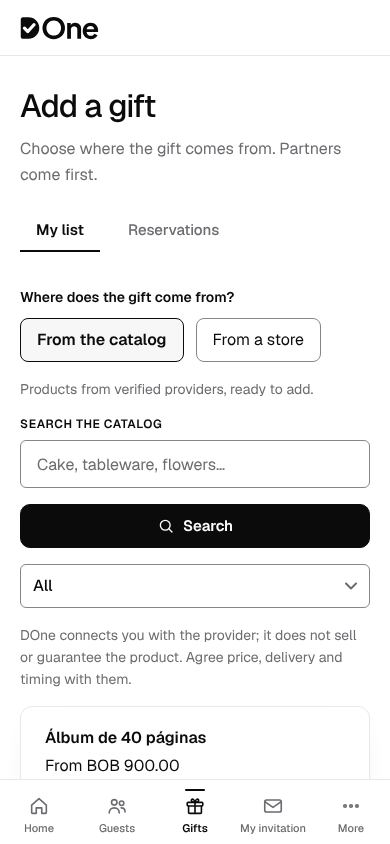 DOne
Add a gift
Choose where the gift comes from. Partners
come first.
My list
Reservations
Where does the gift come from?
From the catalog
From a store
Products from verified providers, ready to add.
SEARCH THE CATALOG
Cake, tableware, flowers...
Search
All
DOne connects you with the provider; it does not sell
or guarantee the product. Agree price, delivery and
timing with them.
Álbum de 40 páginas
From BOB 900.00
Home
Guests
Gifts
My invitation
More